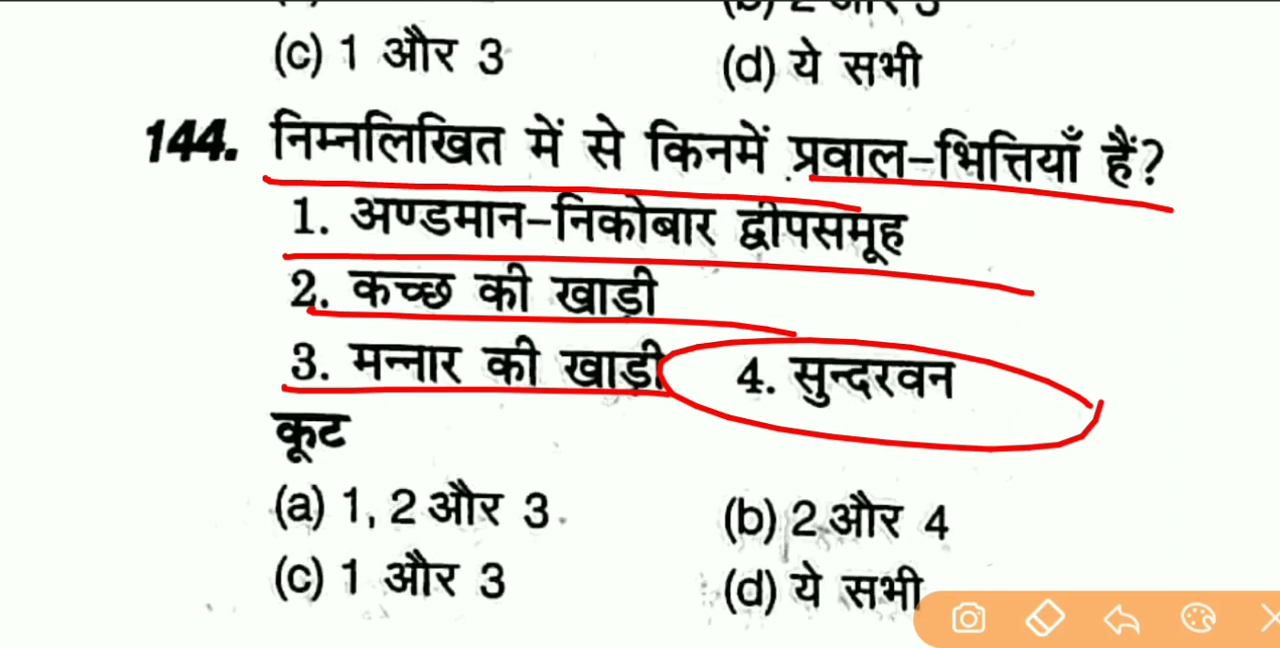 (c) 1 और 3 (d) ये सभी
144. निम्नलिखित में से किनमें प्रवाल-भित्तियाँ हैं?
1. अण्डमान-निकोबार द्वीपसमूह
2. कच्छ की खाड़ी
3. मन्नार की खाड़ी 4. सुन्दरवन
कूट
(a) 1, 2 और 3 (b) 2 और 4
(c) 1 और 3 (d) ये सभी